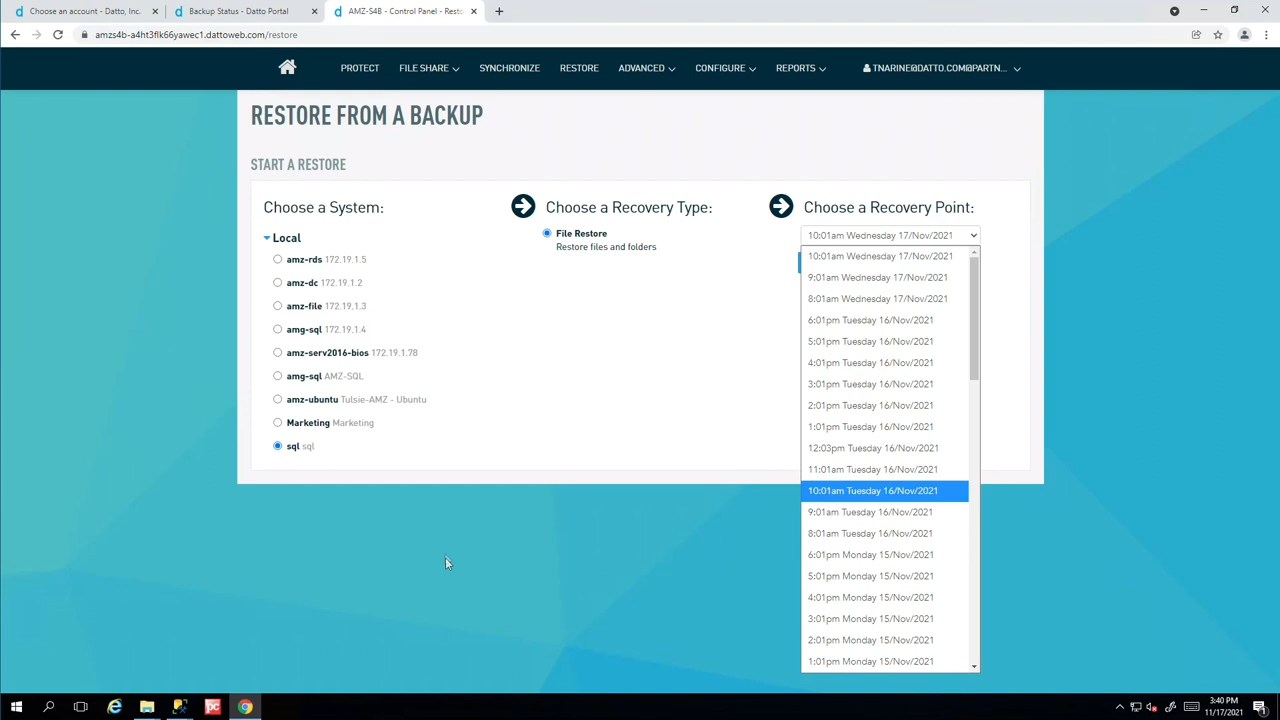 Choose an account - Datto, Inc.
Backup Status - Datto Portal
AMZ-S4B - Control Panel - Resto
amzs4b-a4ht3flk66yawec1.dattoweb.com/restore
PROTECT
FILE SHARE
SYNCHRONIZE
RESTORE
ADVANCED
CONFIGURE
REPORTS
TNARINE@DATTO.COM@PARTN...
RESTORE FROM A BACKUP
START A RESTORE
Choose a System:
Local
amz-rds 172.19.1.5
amz-dc 172.19.1.2
amz-file 172.19.1.3
amg-sql 172.19.1.4
amz-serv2016-bios 172.19.1.78
amg-sql AMZ-SQL
amz-ubuntu Tulsie-AMZ - Ubuntu
Marketing Marketing
sql sql
Choose a Recovery Type:
File Restore
Restore files and folders
Choose a Recovery Point:
10:01am Wednesday 17/Nov/2021
10:01am Wednesday 17/Nov/2021
9:01am Wednesday 17/Nov/2021
8:01am Wednesday 17/Nov/2021
6:01pm Tuesday 16/Nov/2021
5:01pm Tuesday 16/Nov/2021
4:01pm Tuesday 16/Nov/2021
3:01pm Tuesday 16/Nov/2021
2:01pm Tuesday 16/Nov/2021
1:01pm Tuesday 16/Nov/2021
12:03pm Tuesday 16/Nov/2021
11:01am Tuesday 16/Nov/2021
10:01am Tuesday 16/Nov/2021
9:01am Tuesday 16/Nov/2021
8:01am Tuesday 16/Nov/2021
6:01pm Monday 15/Nov/2021
5:01pm Monday 15/Nov/2021
4:01pm Monday 15/Nov/2021
3:01pm Monday 15/Nov/2021
2:01pm Monday 15/Nov/2021
1:01pm Monday 15/Nov/2021
3:40 PM
11/17/2021